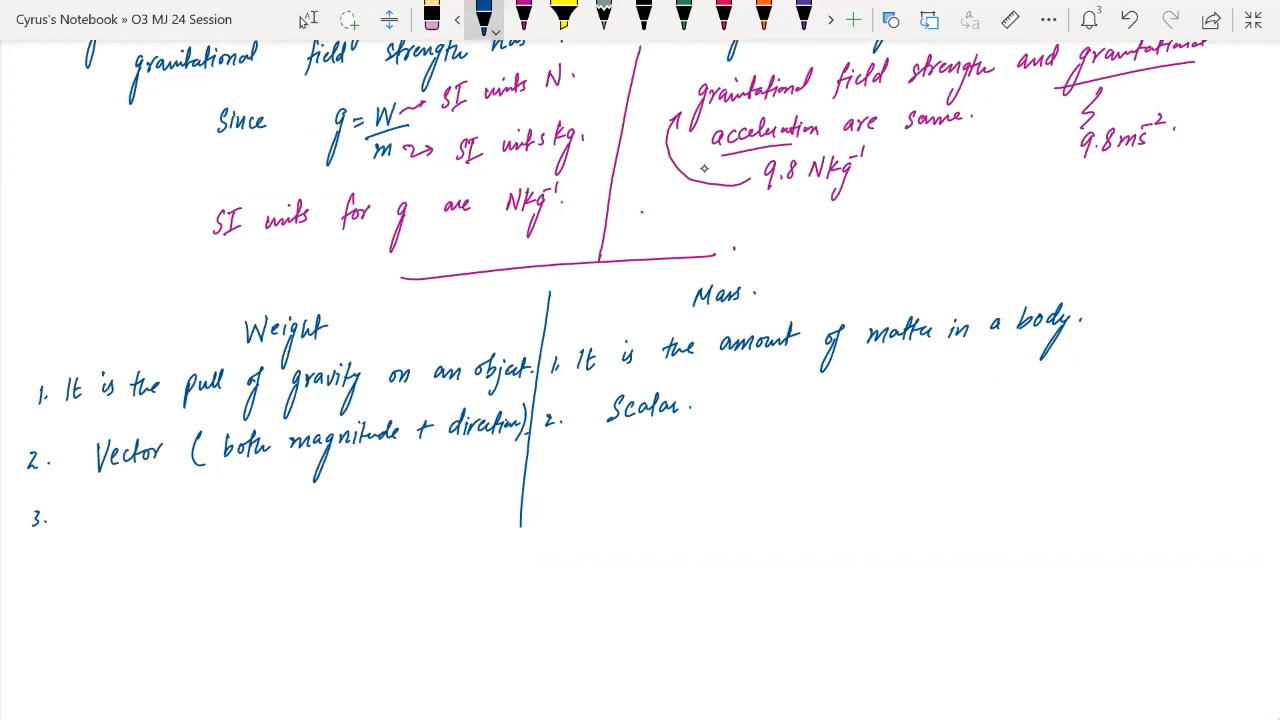 Cyrus's Notebook » O3 MJ 24 Session
gravitational field strength has
Since g = W → SI units N.
m → SI units kg.
SI units for g are Nkg⁻¹.
gravitational field strength and gravitational
acceleration are same.
9.8 ms⁻².
9.8 Nkg⁻¹
Weight
1. It is the pull of gravity on an object.
2. Vector ( both magnitude + direction).
3.
Mass.
1. It is the amount of matter in a body.
2. Scalar.